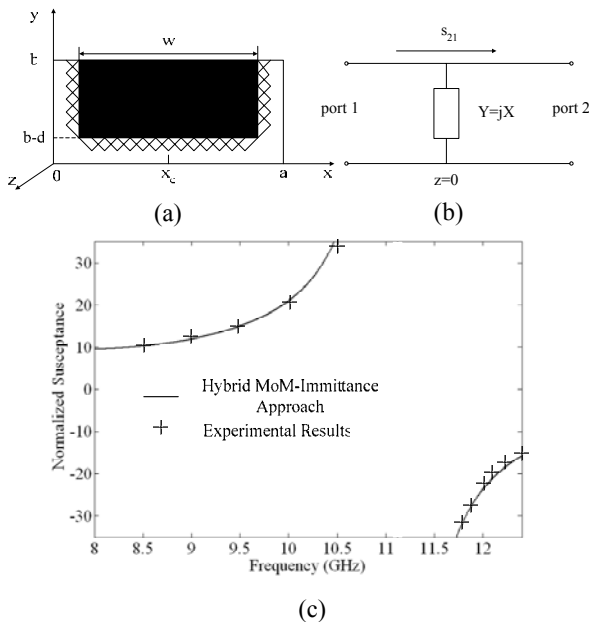 y
w
b
b-d
z
0
x_c
a
x
(a)
s_21
port 1
Y=jX
port 2
z=0
(b)
Normalized Susceptance
30
20
10
0
-10
-20
-30
Hybrid MoM-Immittance
Approach
Experimental Results
8 8.5 9 9.5 10 10.5 11 11.5 12
Frequency (GHz)
(c)